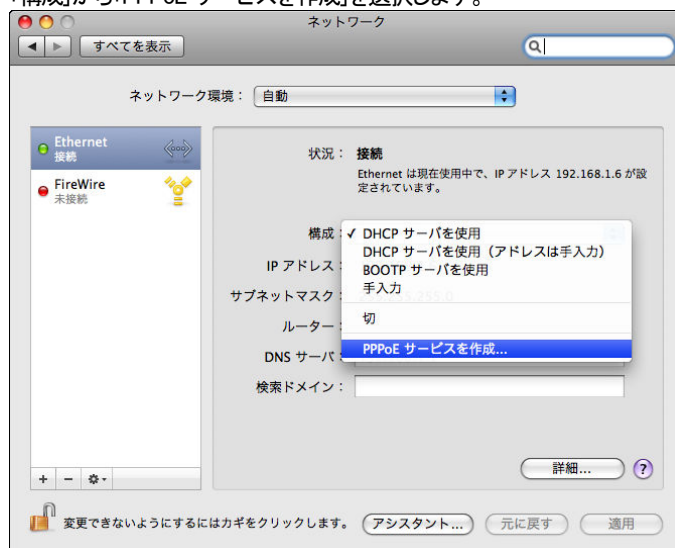 「構成」から「PPPoE サービスを作成」を選択します。
ネットワーク
すべてを表示
ネットワーク環境： 自動
Ethernet
接続
FireWire
未接続
状況： 接続
Ethernet は現在使用中で、IP アドレス 192.168.1.6 が設
定されています。
構成： ✓ DHCP サーバを使用
DHCP サーバを使用（アドレスは手入力）
BOOTP サーバを使用
手入力
切
PPPoE サービスを作成...
IP アドレス：
サブネットマスク：
ルーター：
DNS サーバ：
検索ドメイン：
詳細... ?
+ −
変更できないようにするにはカギをクリックします。
アシスタント... 元に戻す 適用